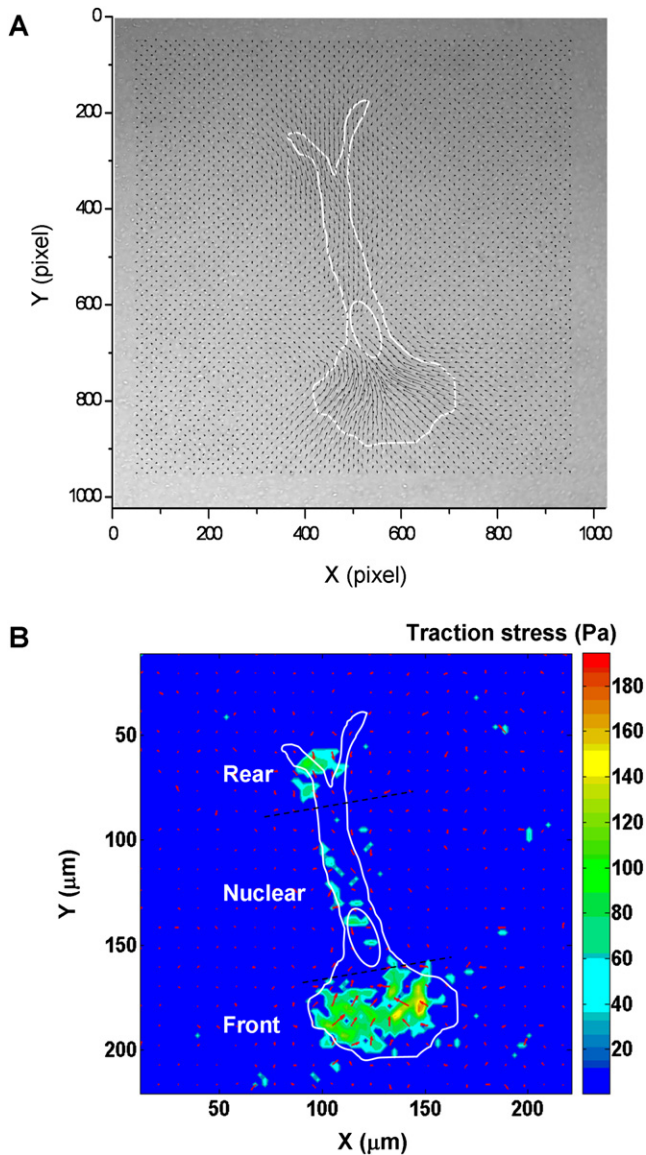 A
0
200
400
600
800
1000
Y (pixel)
0 200 400 600 800 1000
X (pixel)
B
Traction stress (Pa)
50
100
150
200
Y (μm)
Rear
Nuclear
Front
180
160
140
120
100
80
60
40
20
50 100 150 200
X (μm)